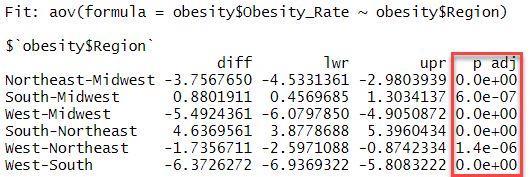 Fit: aov(formula = obesity$Obesity_Rate ~ obesity$Region)
$`obesity$Region`
diff lwr upr p adj
Northeast-Midwest -3.7567650 -4.5331361 -2.9803939 0.0e+00
South-Midwest 0.8801911 0.4569685 1.3034137 6.0e-07
West-Midwest -5.4924361 -6.0797850 -4.9050872 0.0e+00
South-Northeast 4.6369561 3.8778688 5.3960434 0.0e+00
West-Northeast -1.7356711 -2.5971088 -0.8742334 1.4e-06
West-South -6.3726272 -6.9369322 -5.8083222 0.0e+00